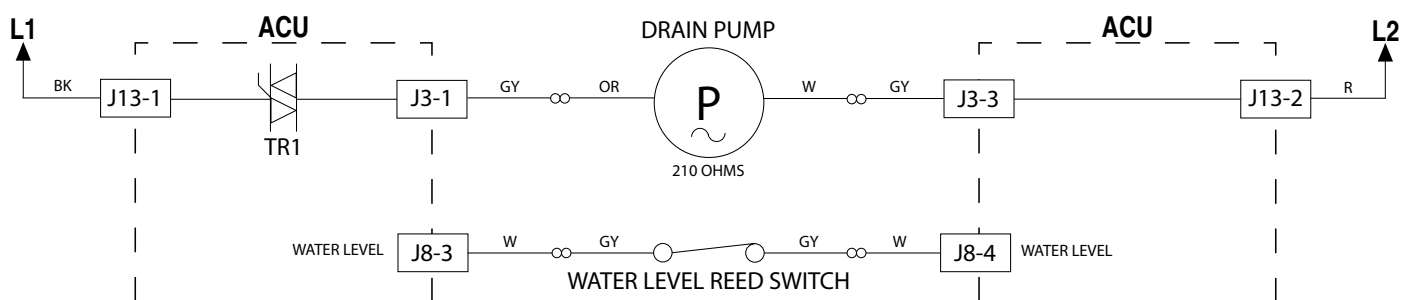 L1
ACU
DRAIN PUMP
ACU
L2
BK
J13-1
J3-1
GY
OR
P
W
GY
J3-3
J13-2
R
TR1
210 OHMS
WATER LEVEL
J8-3
W
GY
GY
W
J8-4
WATER LEVEL
WATER LEVEL REED SWITCH